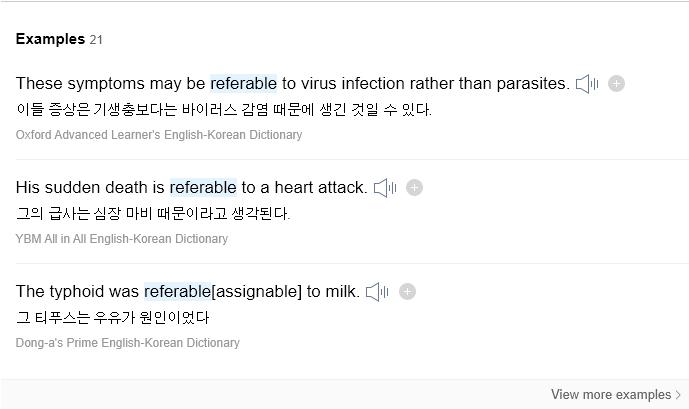 Examples 21
These symptoms may be referable to virus infection rather than parasites.
이들 증상은 기생충보다는 바이러스 감염 때문에 생긴 것일 수 있다.
Oxford Advanced Learner's English-Korean Dictionary
His sudden death is referable to a heart attack.
그의 급사는 심장 마비 때문이라고 생각된다.
YBM All in All English-Korean Dictionary
The typhoid was referable[assignable] to milk.
그 티푸스는 우유가 원인이었다
Dong-a's Prime English-Korean Dictionary
View more examples